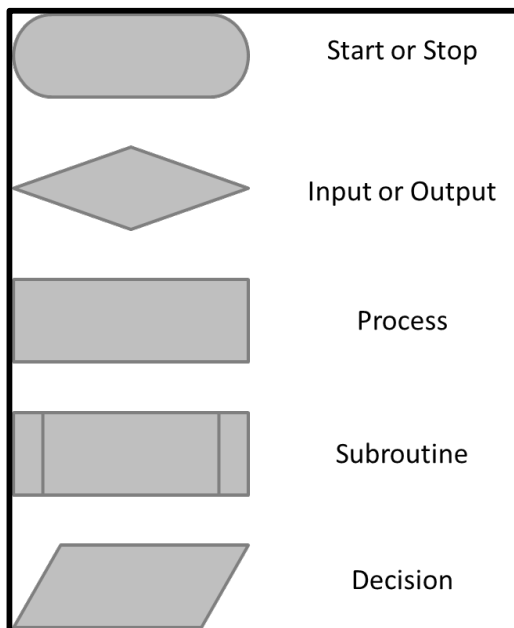 Start or Stop
Input or Output
Process
Subroutine
Decision